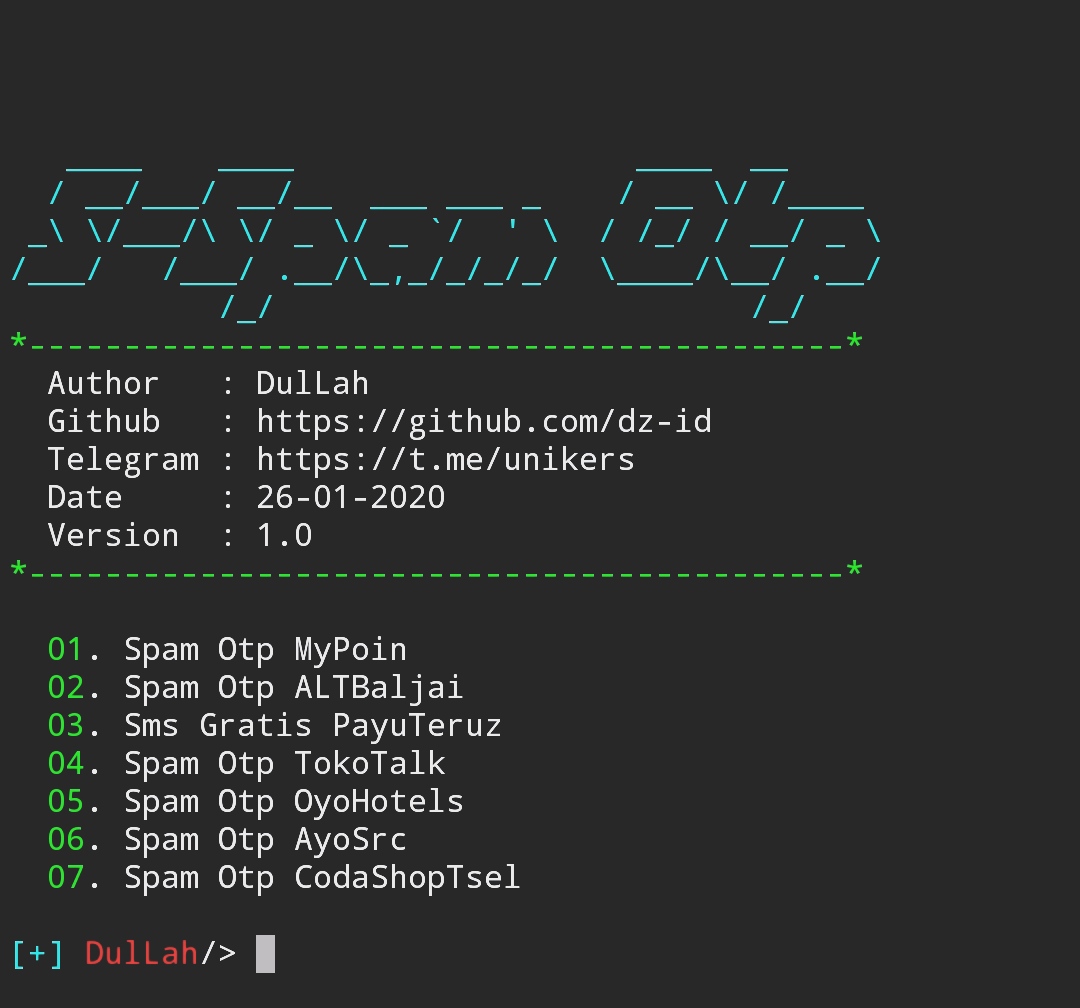 S-Spam Otp
*-------------------------------------------*
Author : DulLah
Github : https://github.com/dz-id
Telegram : https://t.me/unikers
Date : 26-01-2020
Version : 1.0
*-------------------------------------------*
01. Spam Otp MyPoin
02. Spam Otp ALTBaljai
03. Sms Gratis PayuTeruz
04. Spam Otp TokoTalk
05. Spam Otp OyoHotels
06. Spam Otp AyoSrc
07. Spam Otp CodaShopTsel
[+] DulLah/>